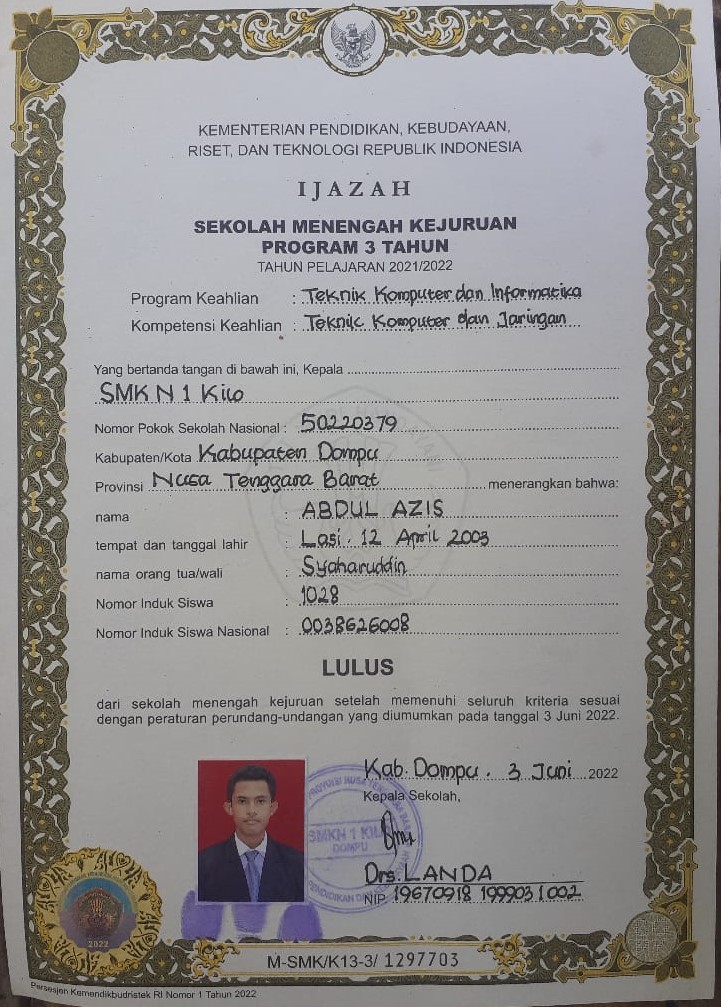 KEMENTERIAN PENDIDIKAN, KEBUDAYAAN,
RISET, DAN TEKNOLOGI REPUBLIK INDONESIA
IJAZAH
SEKOLAH MENENGAH KEJURUAN
PROGRAM 3 TAHUN
TAHUN PELAJARAN 2021/2022
Program Keahlian : Teknik Komputer dan Informatika
Kompetensi Keahlian : Teknik Komputer dan Jaringan
Yang bertanda tangan di bawah ini, Kepala
SMK N 1 Kilo
Nomor Pokok Sekolah Nasional : 50220379
Kabupaten/Kota Kabupaten Dompu
Provinsi Nusa Tenggara Barat menerangkan bahwa:
nama : ABDUL AZIS
tempat dan tanggal lahir : Lasi, 12 April 2003
nama orang tua/wali : Syaharuddin
Nomor Induk Siswa : 1028
Nomor Induk Siswa Nasional : 0038626008
LULUS
dari sekolah menengah kejuruan setelah memenuhi seluruh kriteria sesuai
dengan peraturan perundang-undangan yang diumumkan pada tanggal 3 Juni 2022.
Kab. Dompu, 3 Juni 2022
Kepala Sekolah,
SMKN 1 KILO
DOMPU
Drs. LANDA
NIP. 19670918 199903 1 002
2022
M-SMK/K13-3/ 1297703
Persesjen Kemendikbudristek RI Nomor 1 Tahun 2022